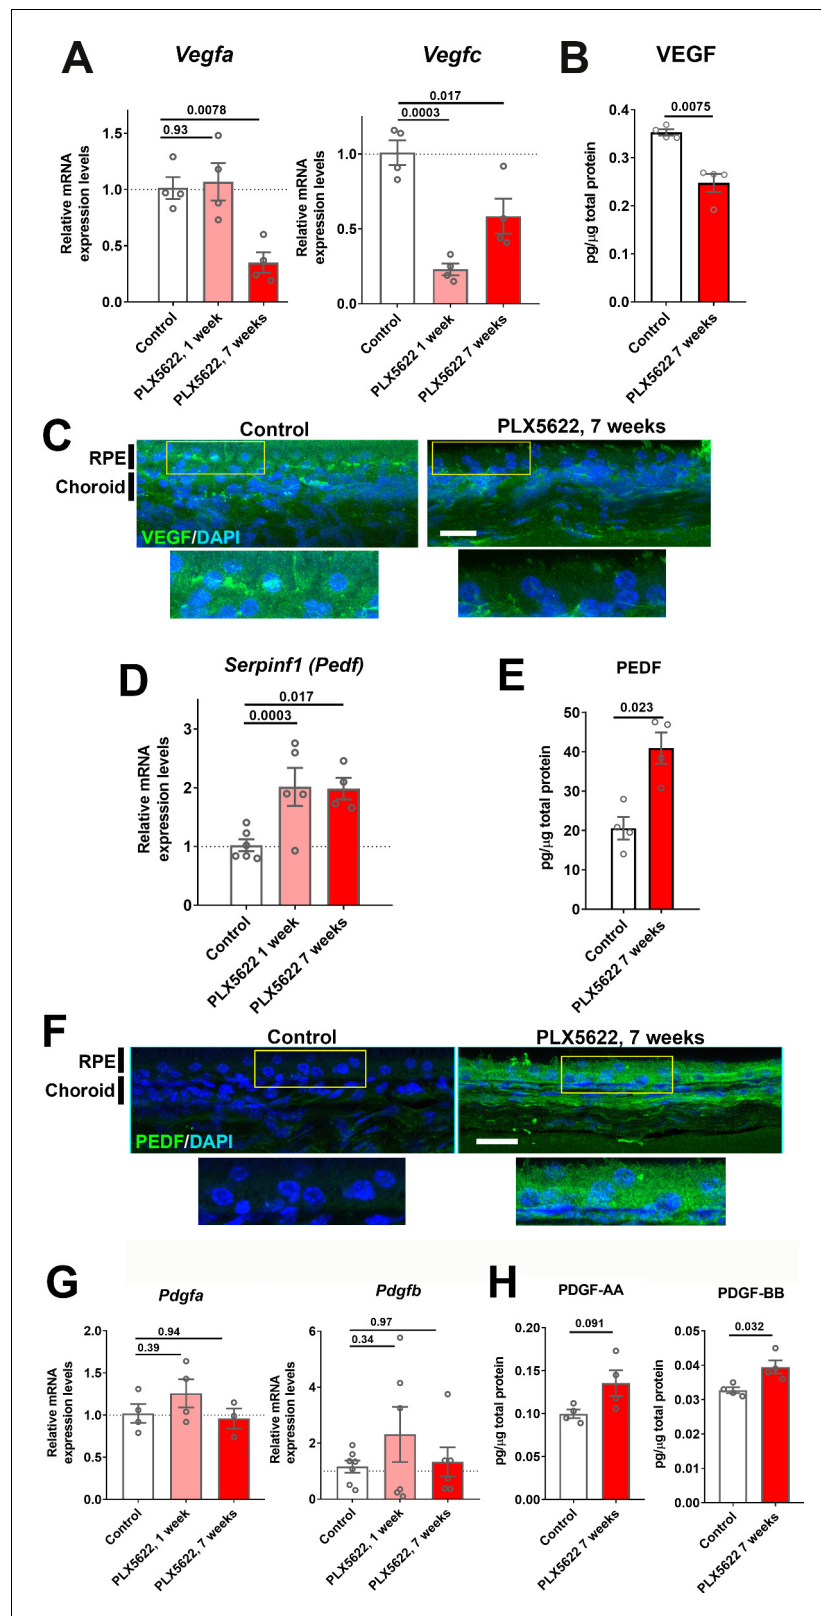 A
Vegfa
Relative mRNA
expression levels
0.0078
0.93
1.5
1.0
0.5
0.0
Control
PLX5622, 1 week
PLX5622, 7 weeks
Vegfc
Relative mRNA
expression levels
0.017
0.0003
1.0
0.5
0.0
Control
PLX5622 1 week
PLX5622 7 weeks
B
VEGF
pg/µg total protein
0.0075
0.4
0.3
0.2
0.1
0.0
Control
PLX5622 7 weeks
C
Control
PLX5622, 7 weeks
RPE
Choroid
VEGF/DAPI
D
Serpinf1 (Pedf)
Relative mRNA
expression levels
0.017
0.0003
3
2
1
0
Control
PLX5622 1 week
PLX5622 7 weeks
E
PEDF
pg/µg total protein
0.023
50
40
30
20
10
0
Control
PLX5622 7 weeks
F
Control
PLX5622, 7 weeks
RPE
Choroid
PEDF/DAPI
G
Pdgfa
Relative mRNA
expression levels
0.94
0.39
2.0
1.5
1.0
0.5
0.0
Control
PLX5622, 1 week
PLX5622, 7 weeks
Pdgfb
Relative mRNA
expression levels
0.97
0.34
6
4
2
0
Control
PLX5622, 1 week
PLX5622, 7 weeks
H
PDGF-AA
pg/µg total protein
0.091
0.20
0.15
0.10
0.05
0.00
Control
PLX5622 7 weeks
PDGF-BB
pg/µg total protein
0.032
0.05
0.04
0.03
0.02
0.01
0.00
Control
PLX5622 7 weeks